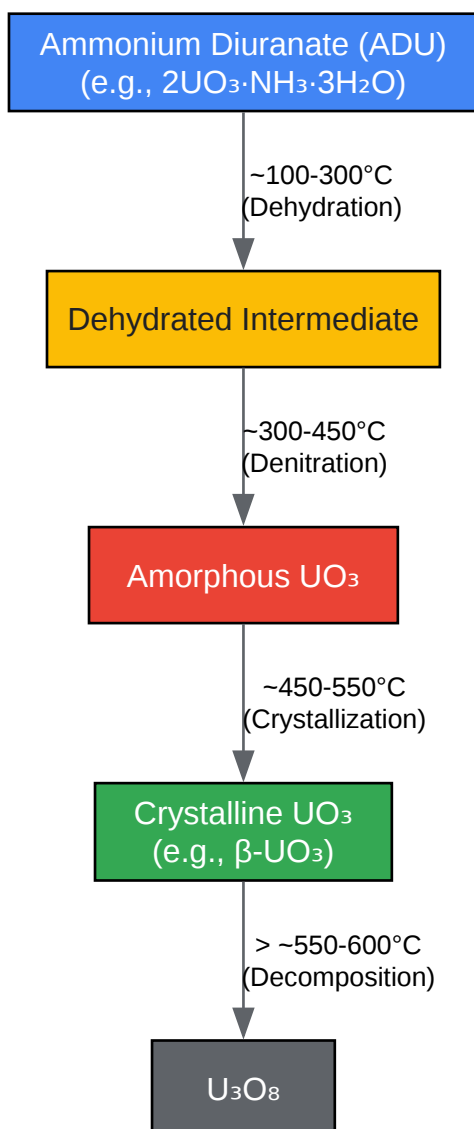 Ammonium Diuranate (ADU)
(e.g., 2UO₃·NH₃·3H₂O)
~100-300°C
(Dehydration)
Dehydrated Intermediate
~300-450°C
(Denitration)
Amorphous UO₃
~450-550°C
(Crystallization)
Crystalline UO₃
(e.g., β-UO₃)
> ~550-600°C
(Decomposition)
U₃O₈